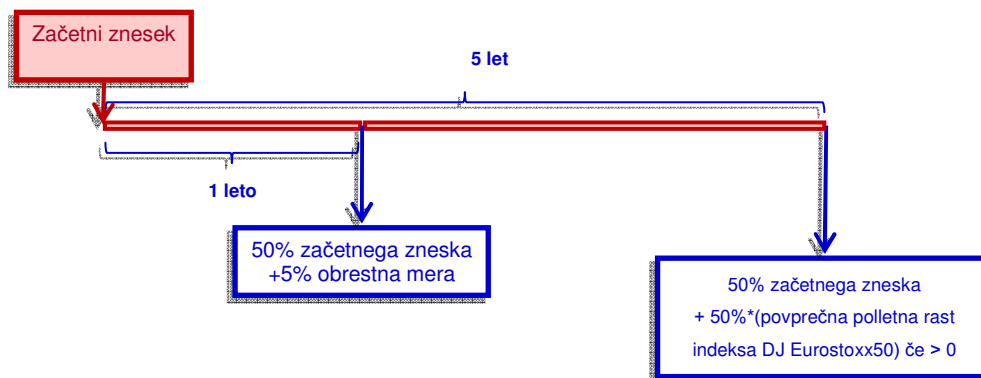 Začetni znesek
5 let
1 leto
50% začetnega zneska
+5% obrestna mera
50% začetnega zneska
+ 50%*(povprečna polletna rast
indeksa DJ Eurostoxx50) če > 0